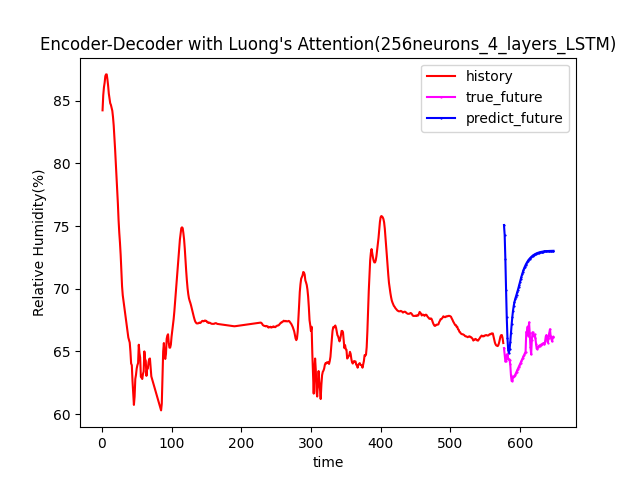 Encoder-Decoder with Luong's Attention(256neurons_4_layers_LSTM)
history
true_future
predict_future
Relative Humidity(%)
85
80
75
70
65
60
0 100 200 300 400 500 600
time